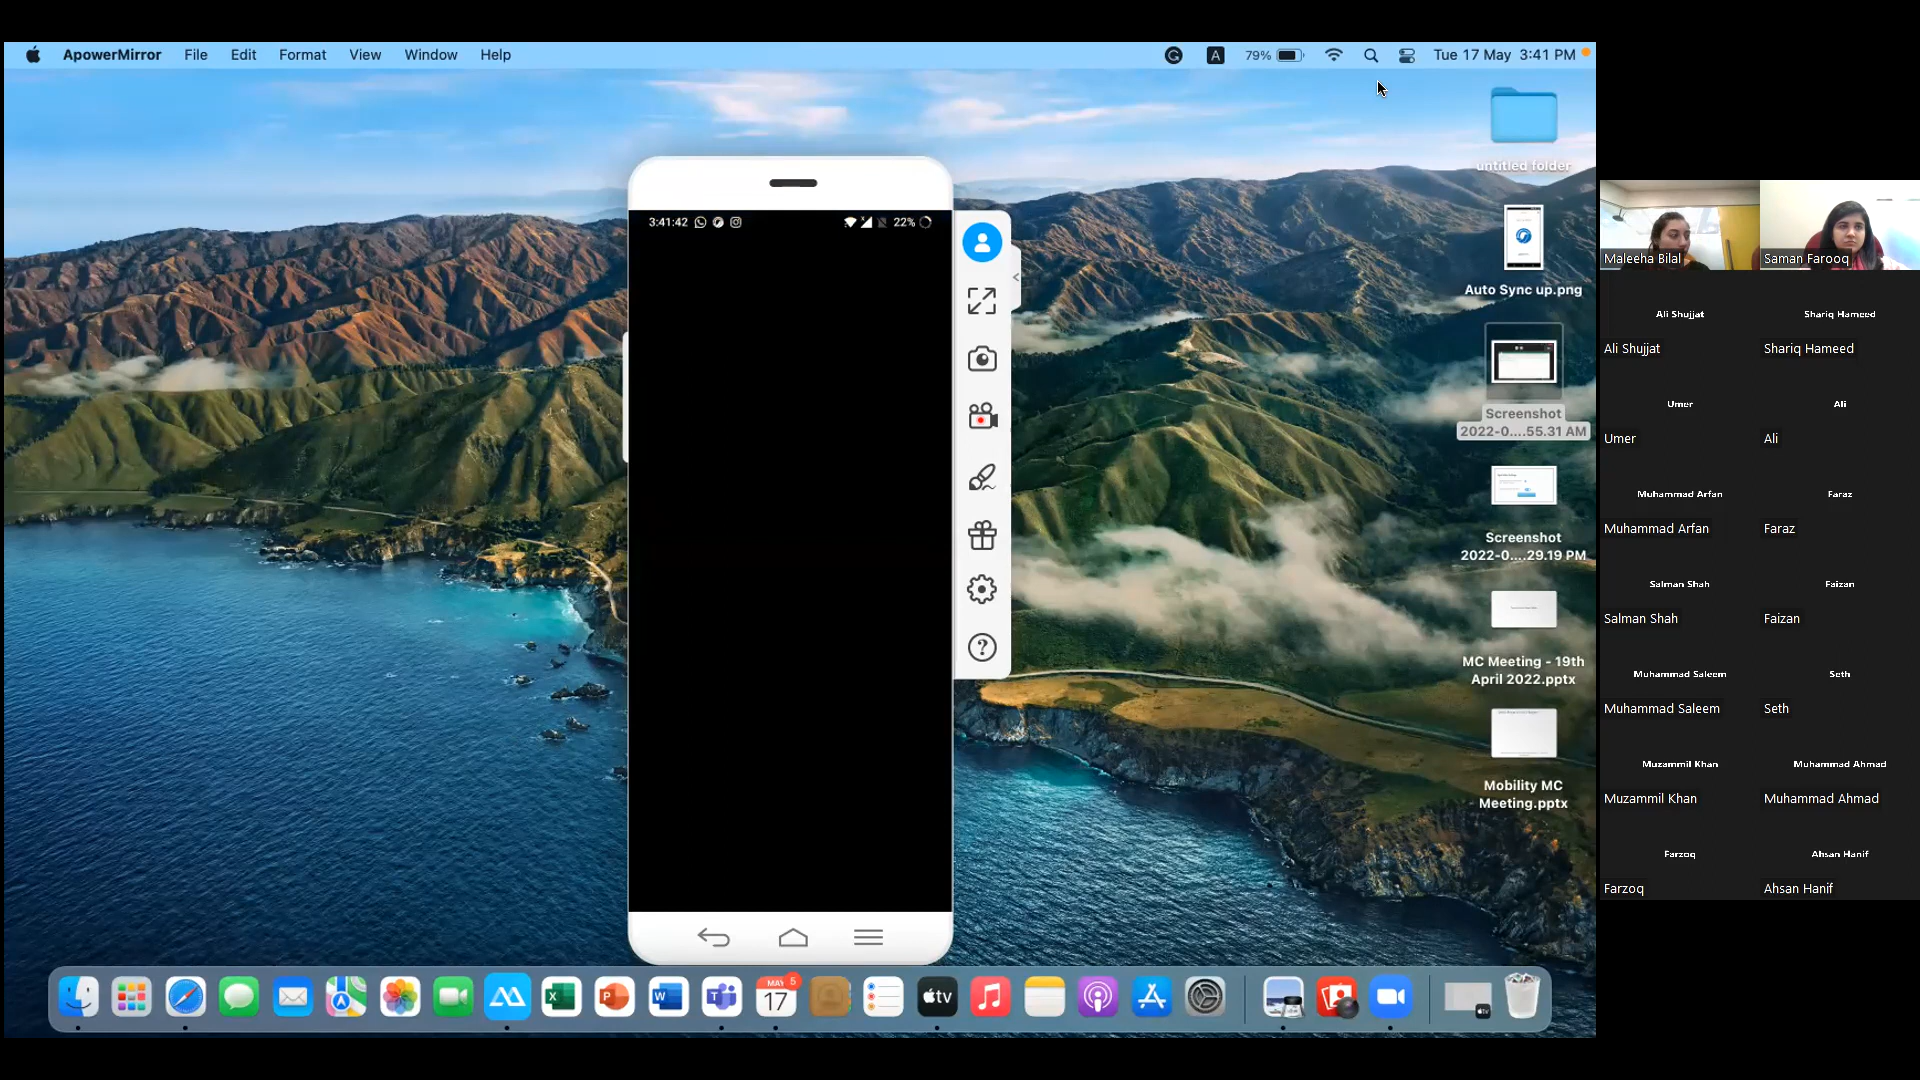 ApowerMirror File Edit Format View Window Help
A 79% Tue 17 May 3:41 PM
untitled folder
Auto Sync up.png
Screenshot
2022-0....55.31 AM
Screenshot
2022-0....29.19 PM
MC Meeting - 19th
April 2022.pptx
Mobility MC
Meeting.pptx
3:41:42 22%
<
?
X
P
W
MAY 5
17
tv
Maleeha Bilal
Saman Farooq
Ali Shujjat
Shariq Hameed
Ali Shujjat
Shariq Hameed
Umer
Ali
Umer
Ali
Muhammad Arfan
Faraz
Muhammad Arfan
Faraz
Salman Shah
Faizan
Salman Shah
Faizan
Muhammad Saleem
Seth
Muhammad Saleem
Seth
Muzammil Khan
Muhammad Ahmad
Muzammil Khan
Muhammad Ahmad
Farzoq
Ahsan Hanif
Farzoq
Ahsan Hanif